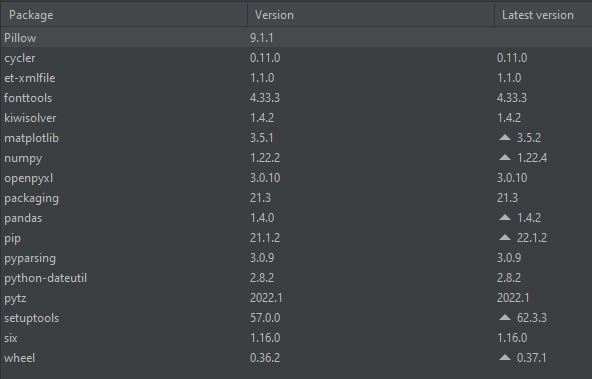 Package Version Latest version
Pillow 9.1.1
cycler 0.11.0 0.11.0
et-xmlfile 1.1.0 1.1.0
fonttools 4.33.3 4.33.3
kiwisolver 1.4.2 1.4.2
matplotlib 3.5.1 3.5.2
numpy 1.22.2 1.22.4
openpyxl 3.0.10 3.0.10
packaging 21.3 21.3
pandas 1.4.0 1.4.2
pip 21.1.2 22.1.2
pyparsing 3.0.9 3.0.9
python-dateutil 2.8.2 2.8.2
pytz 2022.1 2022.1
setuptools 57.0.0 62.3.3
six 1.16.0 1.16.0
wheel 0.36.2 0.37.1